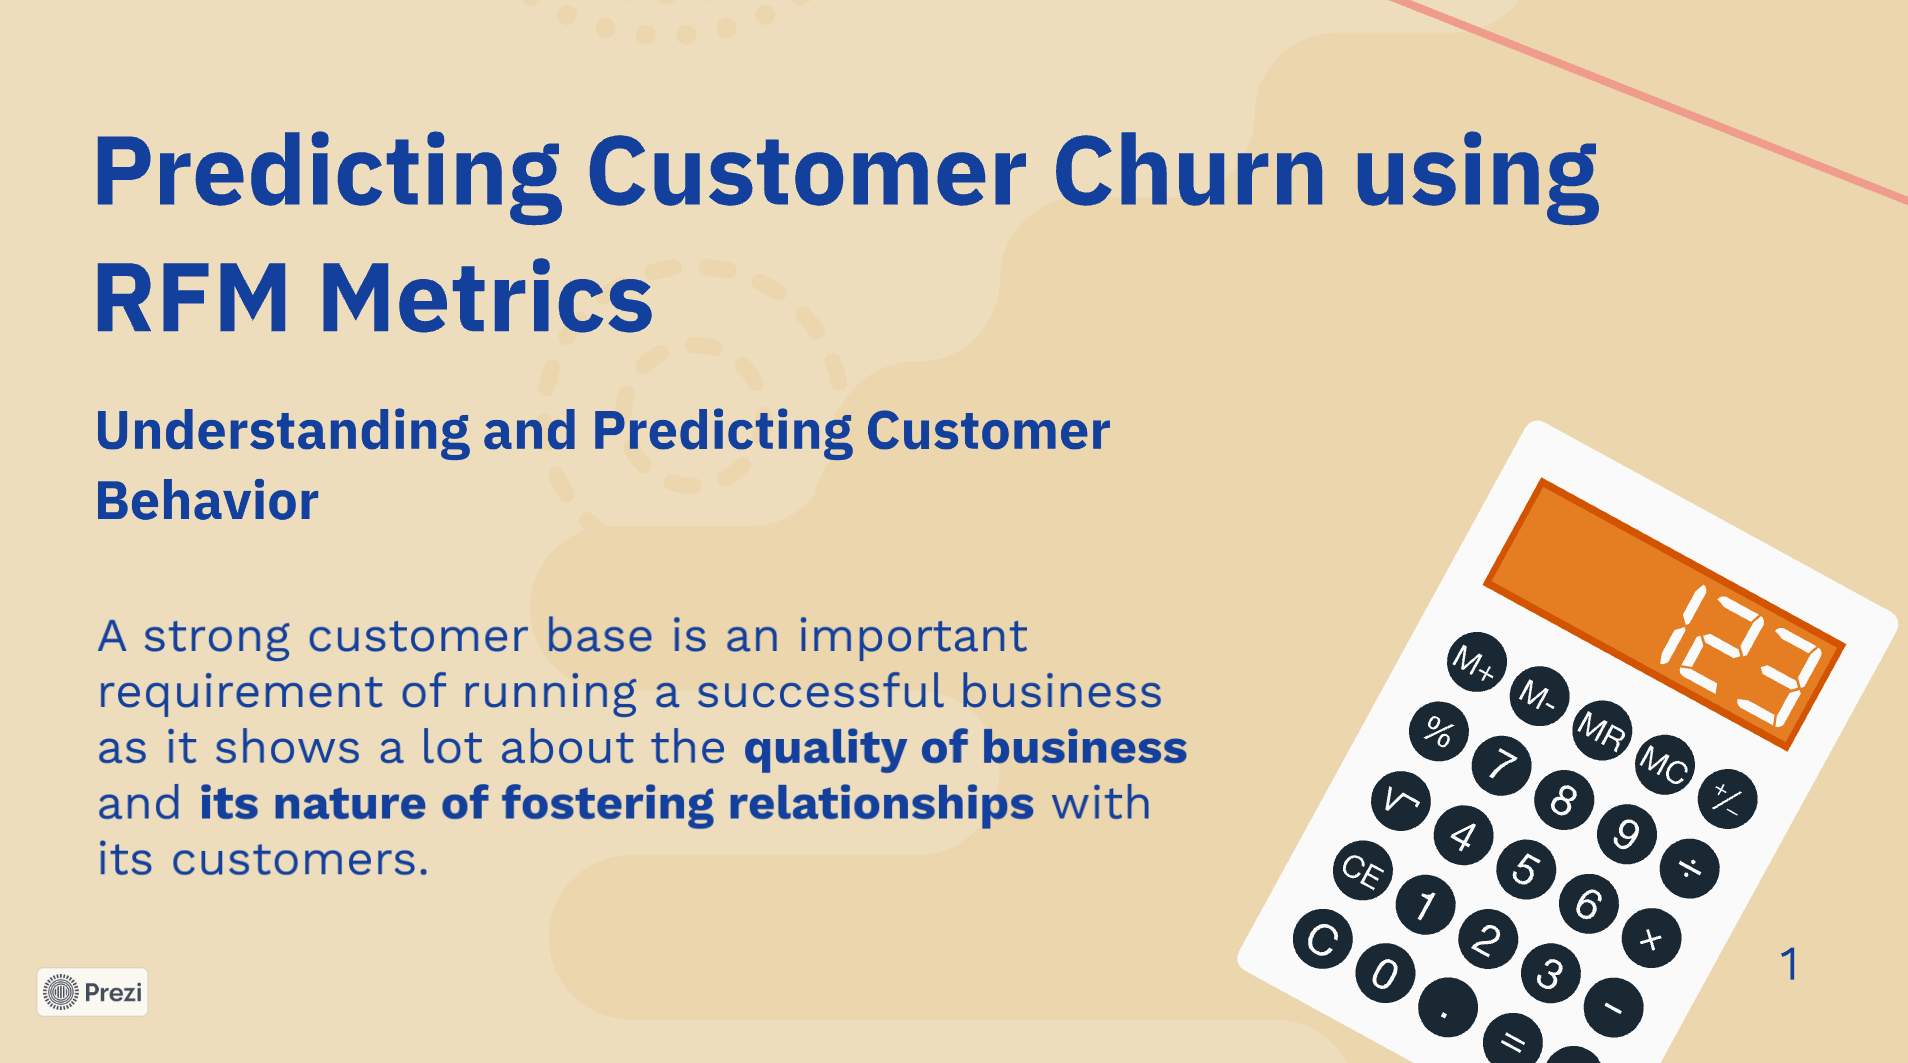 Predicting Customer Churn using
RFM Metrics
Understanding and Predicting Customer
Behavior
A strong customer base is an important
requirement of running a successful business
as it shows a lot about the quality of business
and its nature of fostering relationships with
its customers.
123
M+ M- MR MC +/−
% 7 8 9 ÷
√ 4 5 6 ×
CE 1 2 3 −
C 0 . =
1
Prezi